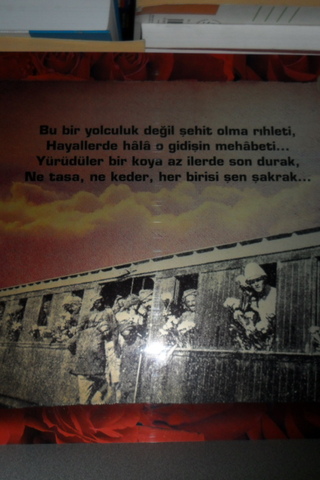 Bu bir yolculuk değil şehit olma rıhleti,
Hayallerde hâlâ o gidişin mehâbeti...
Yürüdüler bir koya az ilerde son durak,
Ne tasa, ne keder, her birisi şen şakrak...